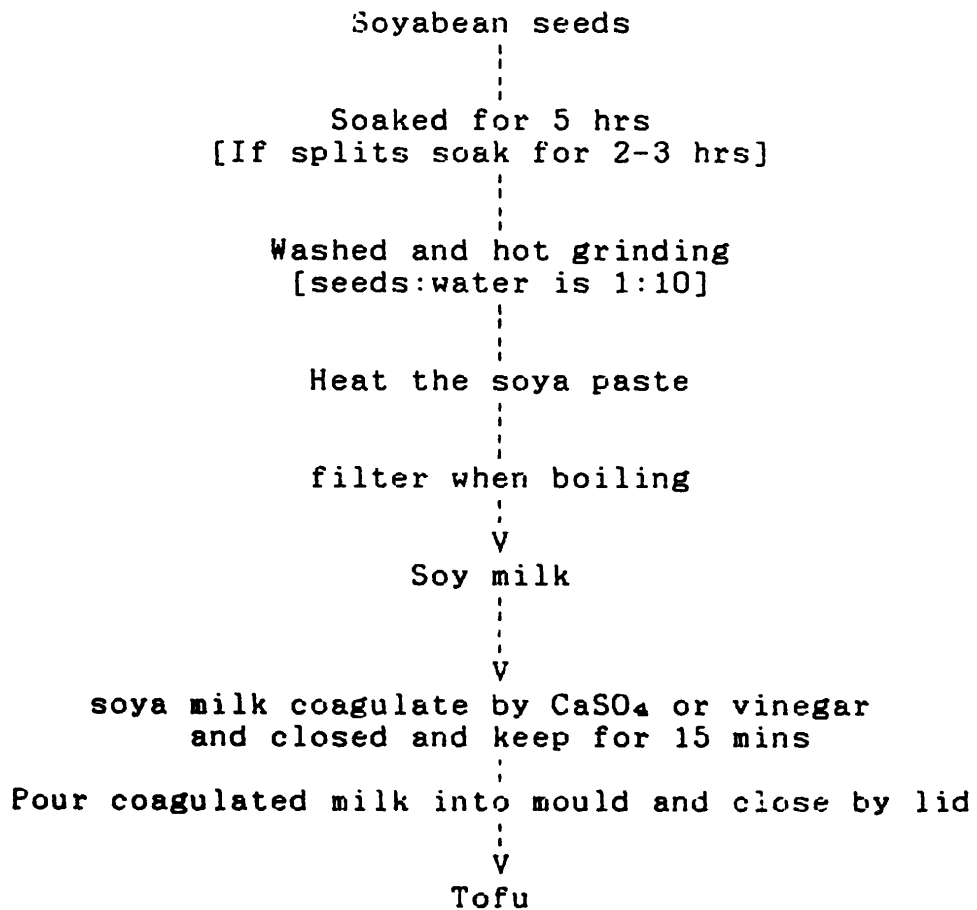 Soyabean seeds
Soaked for 5 hrs
[If splits soak for 2-3 hrs]
Washed and hot grinding
[seeds:water is 1:10]
Heat the soya paste
filter when boiling
V
Soy milk
V
soya milk coagulate by CaSO₄ or vinegar
and closed and keep for 15 mins
Pour coagulated milk into mould and close by lid
V
Tofu